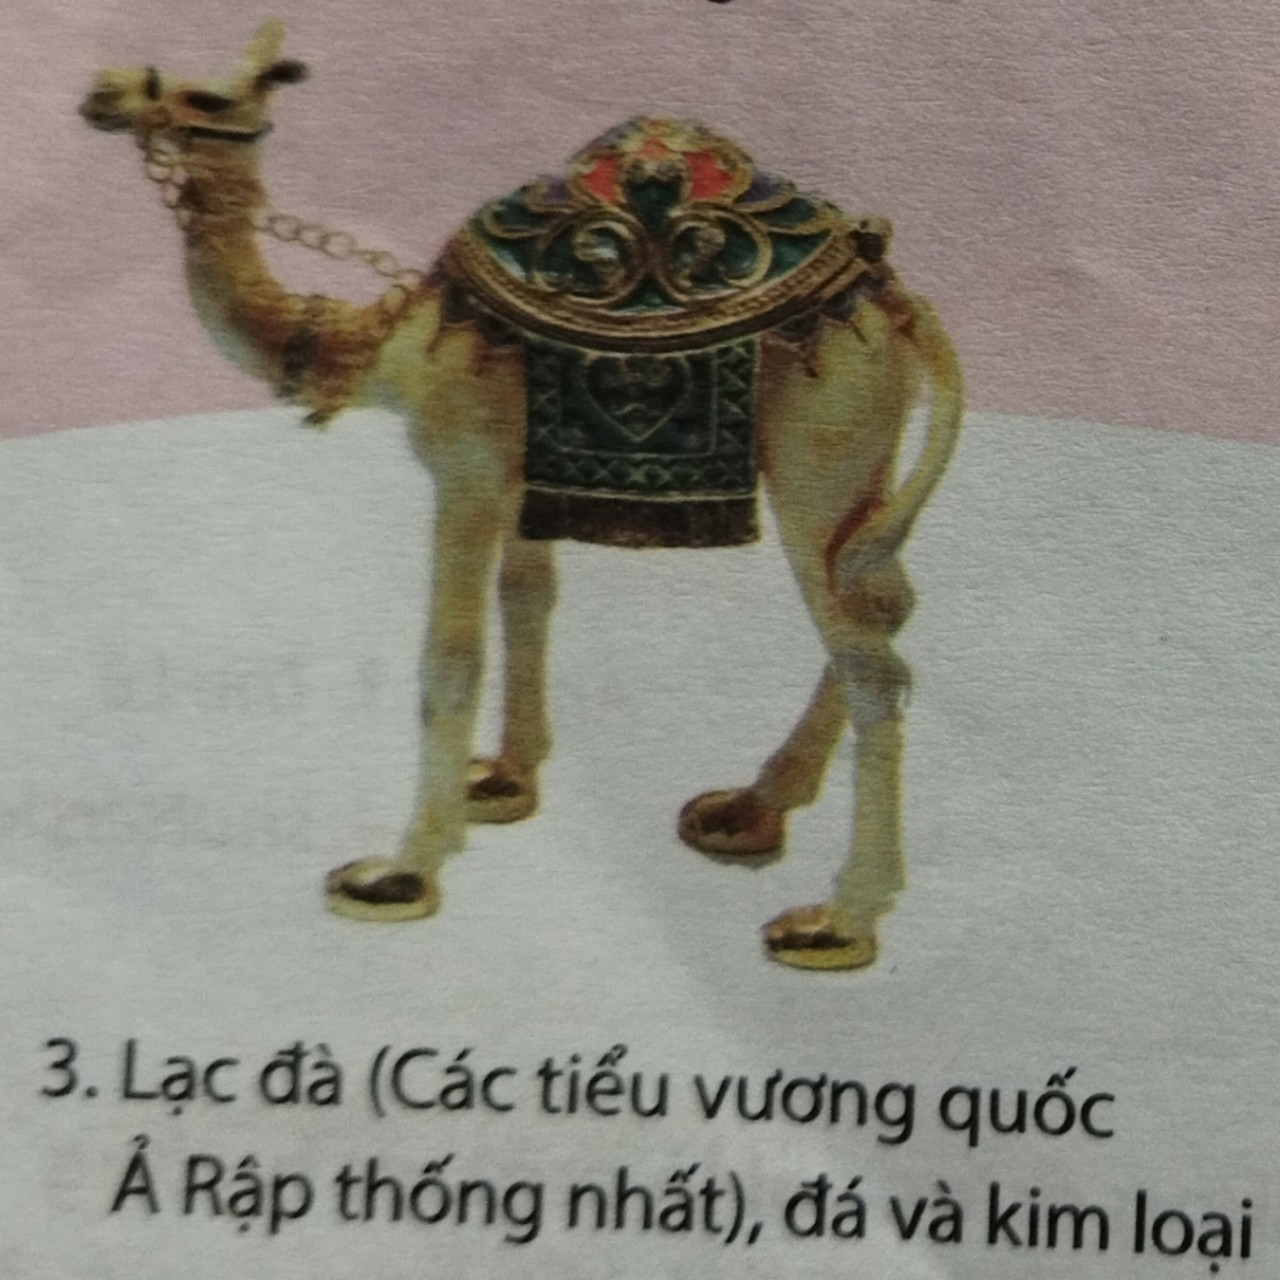 3. Lạc đà (Các tiểu vương quốc
Ả Rập thống nhất), đá và kim loại